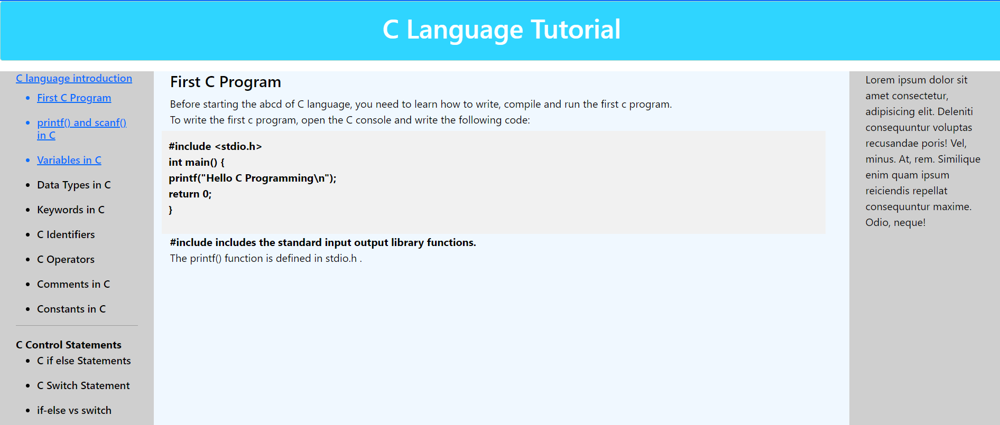 C Language Tutorial
C language introduction
First C Program
printf() and scanf()
in C
Variables in C
Data Types in C
Keywords in C
C Identifiers
C Operators
Comments in C
Constants in C
C Control Statements
C if else Statements
C Switch Statement
if-else vs switch
First C Program
Before starting the abcd of C language, you need to learn how to write, compile and run the first c program.
To write the first c program, open the C console and write the following code:
#include <stdio.h>
int main() {
printf("Hello C Programming\n");
return 0;
}
#include includes the standard input output library functions.
The printf() function is defined in stdio.h .
Lorem ipsum dolor sit
amet consectetur,
adipisicing elit. Deleniti
consequuntur voluptas
recusandae poris! Vel,
minus. At, rem. Similique
enim quam ipsum
reiciendis repellat
consequuntur maxime.
Odio, neque!